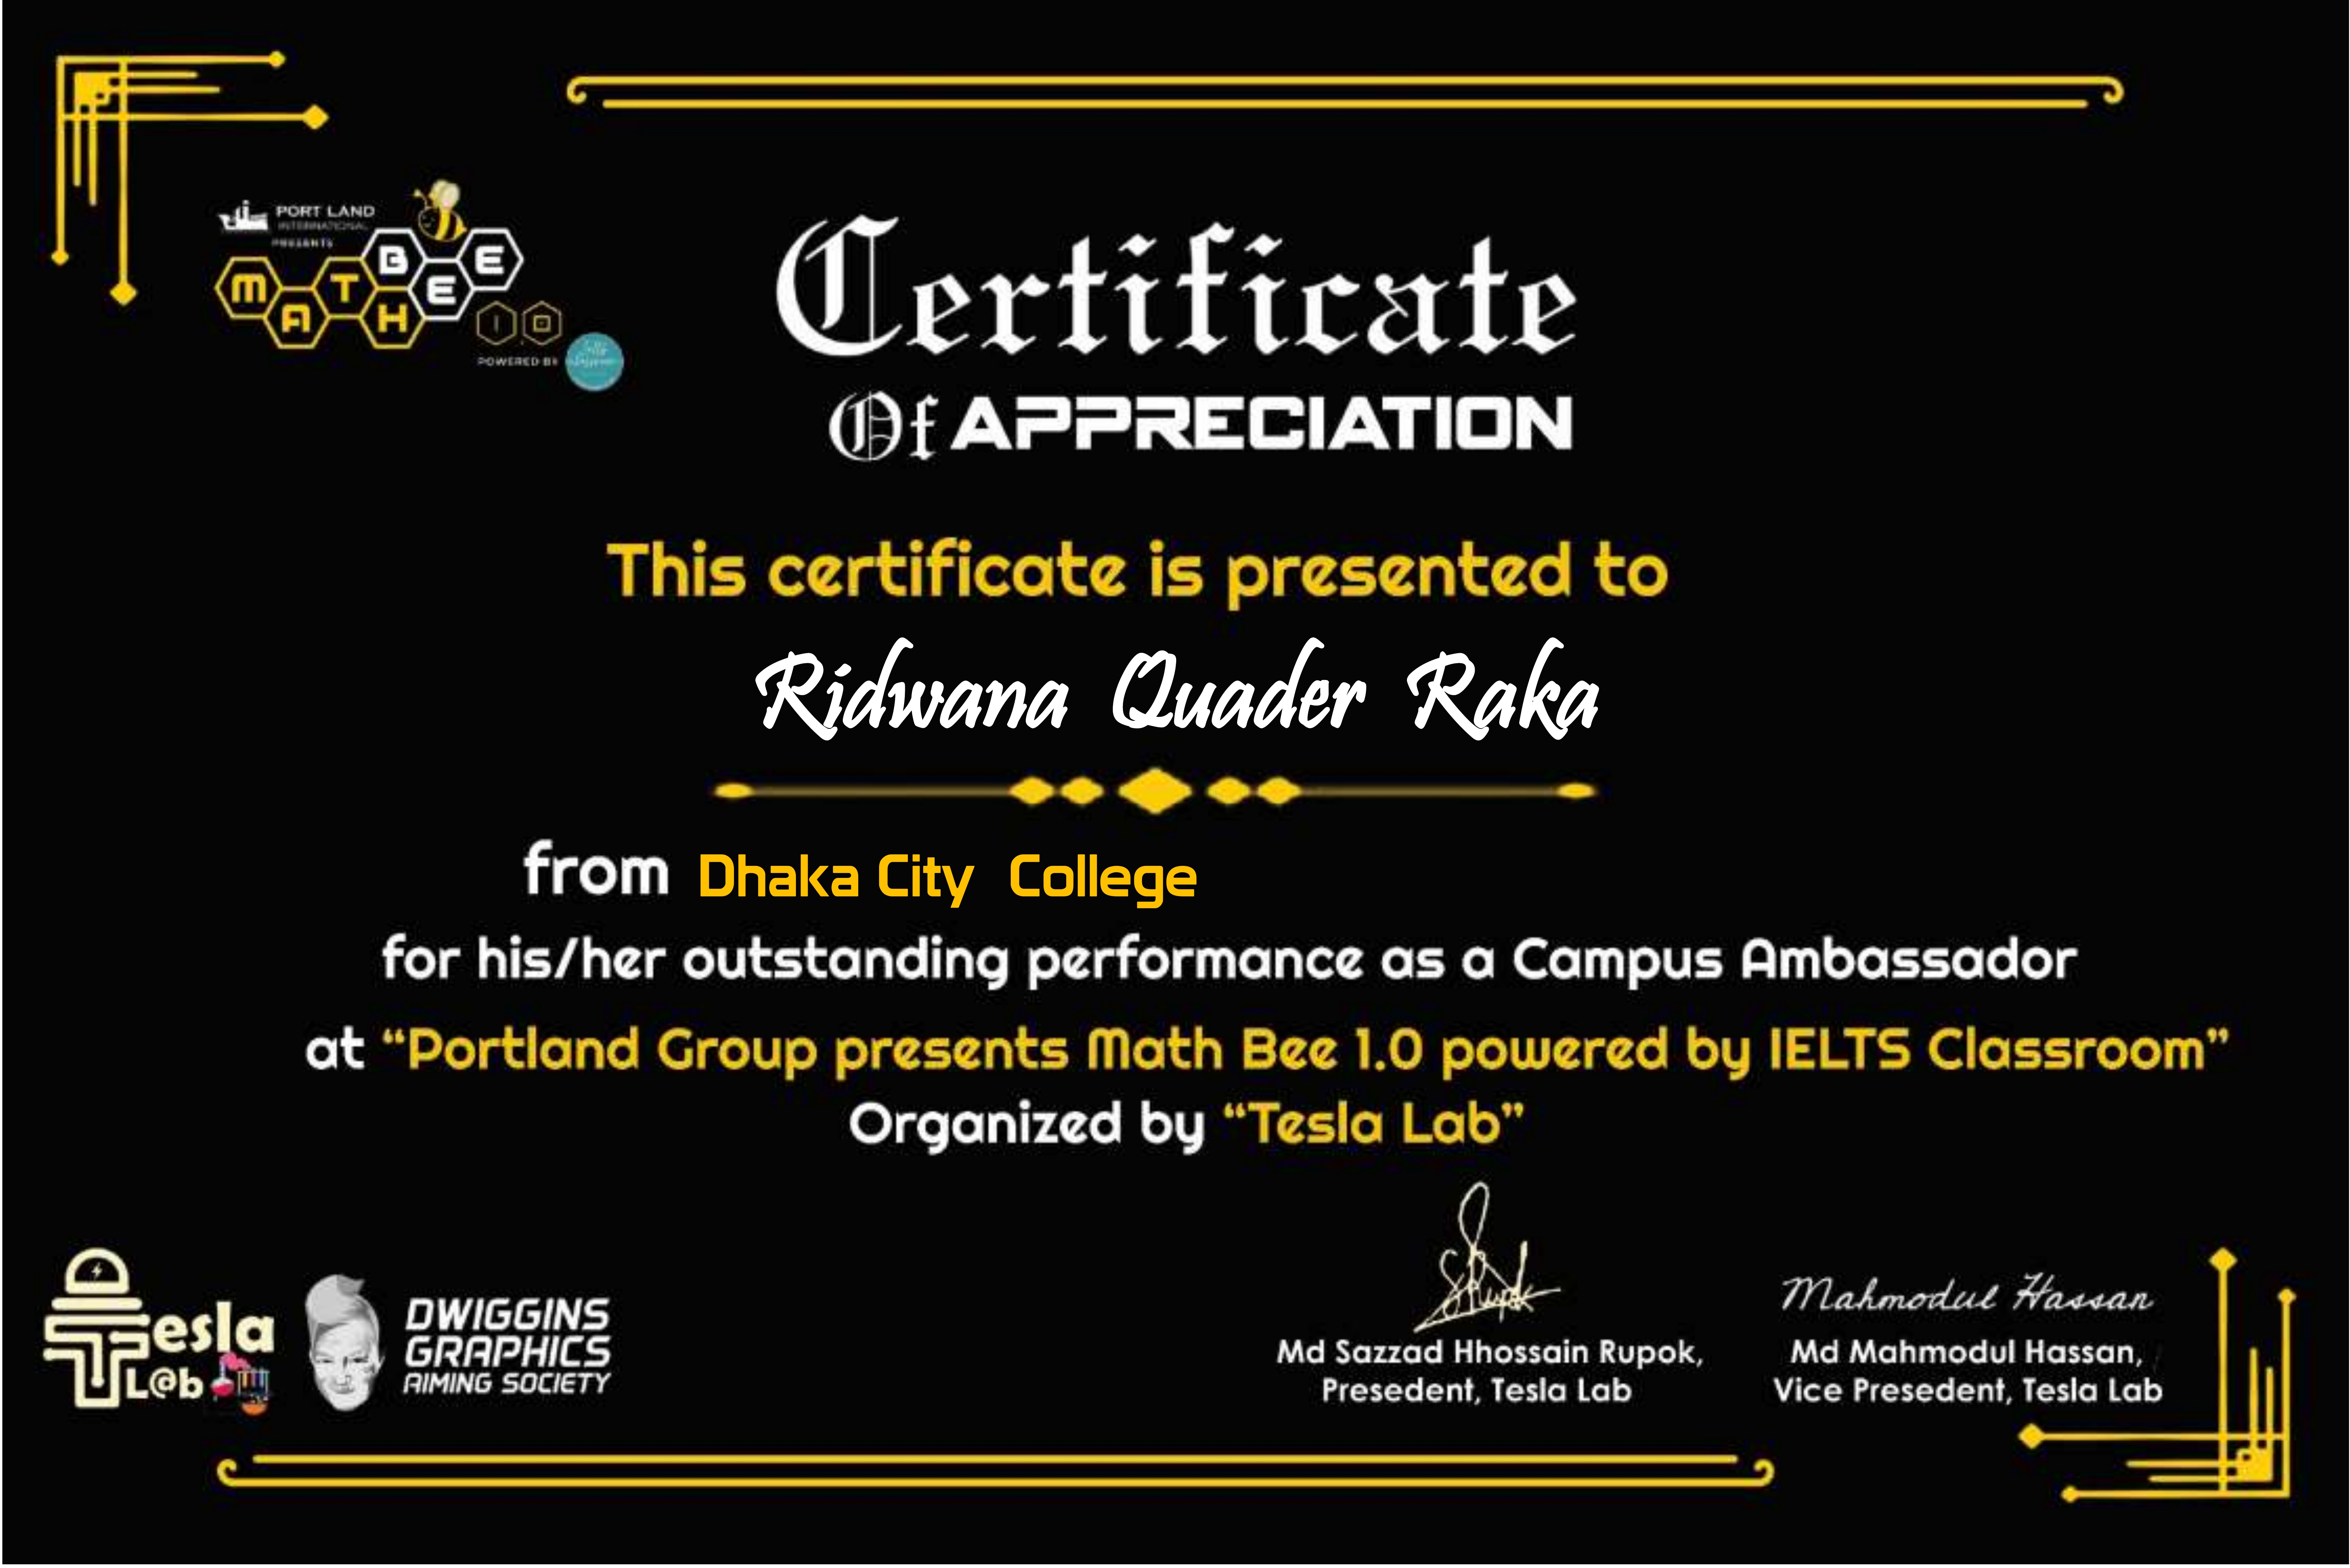 PORT LAND
INTERNATIONAL
PRESENTS
MATH BEE
1.0
POWERED BY
Certificate
Of APPRECIATION
This certificate is presented to
Ridwana Quader Raka
from Dhaka City College
for his/her outstanding performance as a Campus Ambassador
at “Portland Group presents Math Bee 1.0 powered by IELTS Classroom”
Organized by “Tesla Lab”
Tesla
L@b
DWIGGINS
GRAPHICS
AIMING SOCIETY
Md Sazzad Hhossain Rupok,
Presedent, Tesla Lab
Mahmodul Hassan
Md Mahmodul Hassan,
Vice Presedent, Tesla Lab